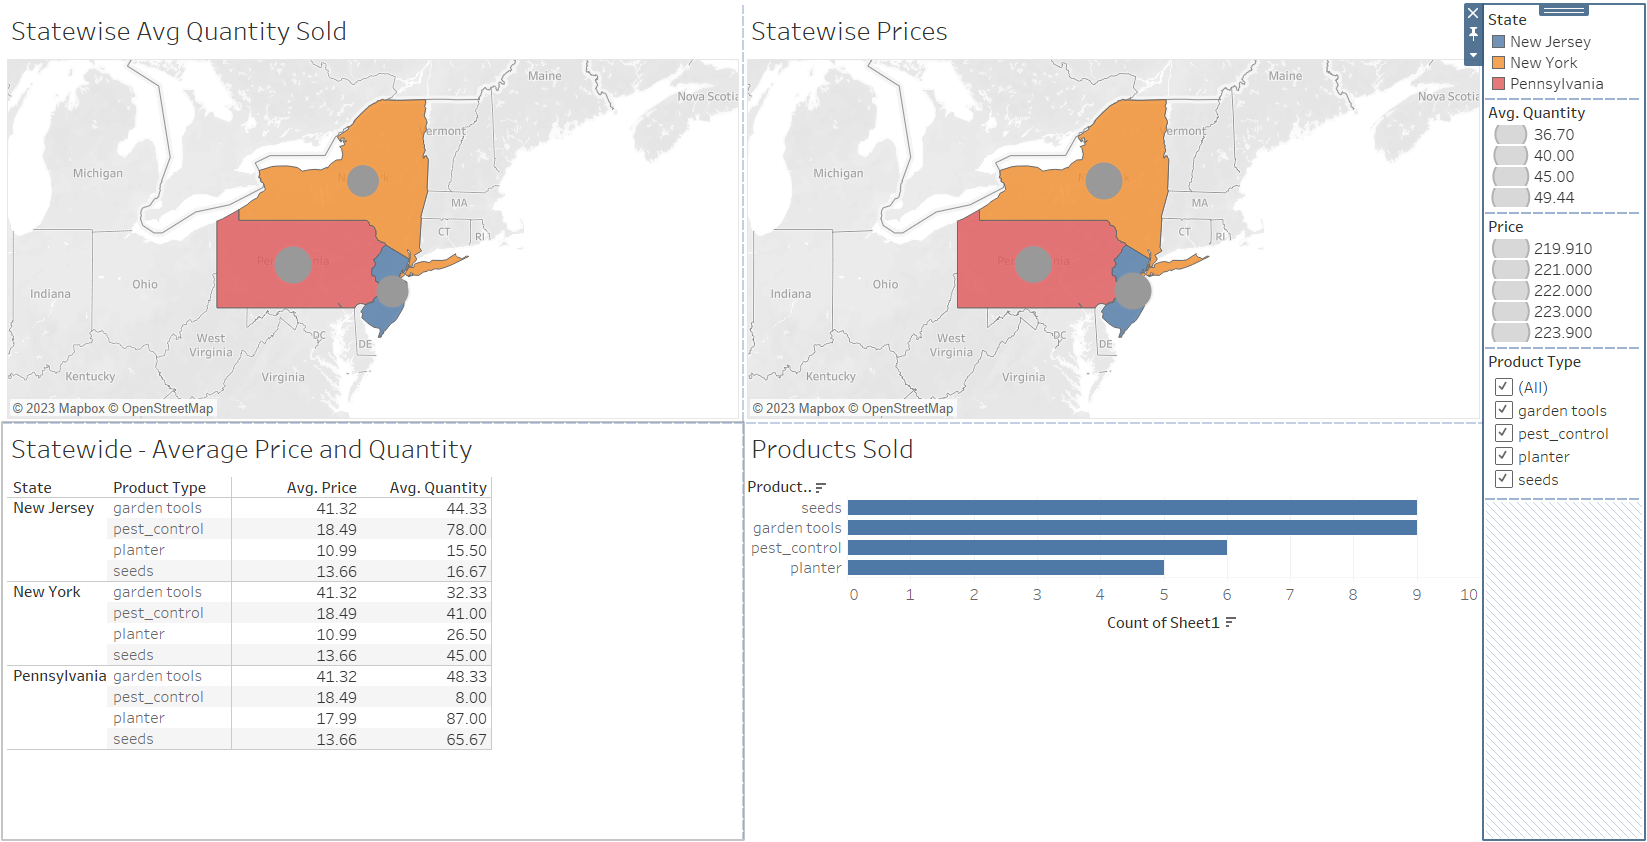 Statewise Avg Quantity Sold
Maine
Nova Scotia
Vermont
Michigan
MA
CT
RI
Indiana
Ohio
West
Virginia
DC
DE
Kentucky
Virginia
© 2023 Mapbox © OpenStreetMap
Statewise Prices
Maine
Nova Scotia
Vermont
Michigan
MA
CT
RI
Indiana
Ohio
West
Virginia
DC
DE
Kentucky
Virginia
© 2023 Mapbox © OpenStreetMap
State
New Jersey
New York
Pennsylvania
Avg. Quantity
36.70
40.00
45.00
49.44
Price
219.910
221.000
222.000
223.000
223.900
Product Type
(All)
garden tools
pest_control
planter
seeds
Statewide - Average Price and Quantity
State Product Type Avg. Price Avg. Quantity
New Jersey garden tools 41.32 44.33
pest_control 18.49 78.00
planter 10.99 15.50
seeds 13.66 16.67
New York garden tools 41.32 32.33
pest_control 18.49 41.00
planter 10.99 26.50
seeds 13.66 45.00
Pennsylvania garden tools 41.32 48.33
pest_control 18.49 8.00
planter 17.99 87.00
seeds 13.66 65.67
Products Sold
Product..
seeds
garden tools
pest_control
planter
0 1 2 3 4 5 6 7 8 9 10
Count of Sheet1